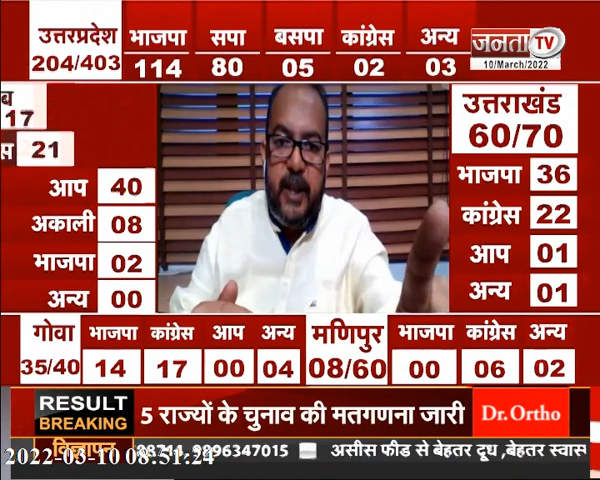 उत्तरप्रदेश भाजपा सपा बसपा कांग्रेस अन्य
204/403 114 80 05 02 03
जनता TV
10/March/2022
ब
17
स 21
आप 40
अकाली 08
भाजपा 02
अन्य 00
उत्तराखंड
60/70
भाजपा 36
कांग्रेस 22
आप 01
अन्य 01
गोवा भाजपा कांग्रेस आप अन्य मणिपुर भाजपा कांग्रेस अन्य
35/40 14 17 00 04 08/60 00 06 02
RESULT
BREAKING
5 राज्यों के चुनाव की मतगणना जारी
Dr. Ortho
विज्ञापन 28711, 9896347015 असीस फीड से बेहतर दूध ,बेहतर स्वास
2022-03-10 08:51:24